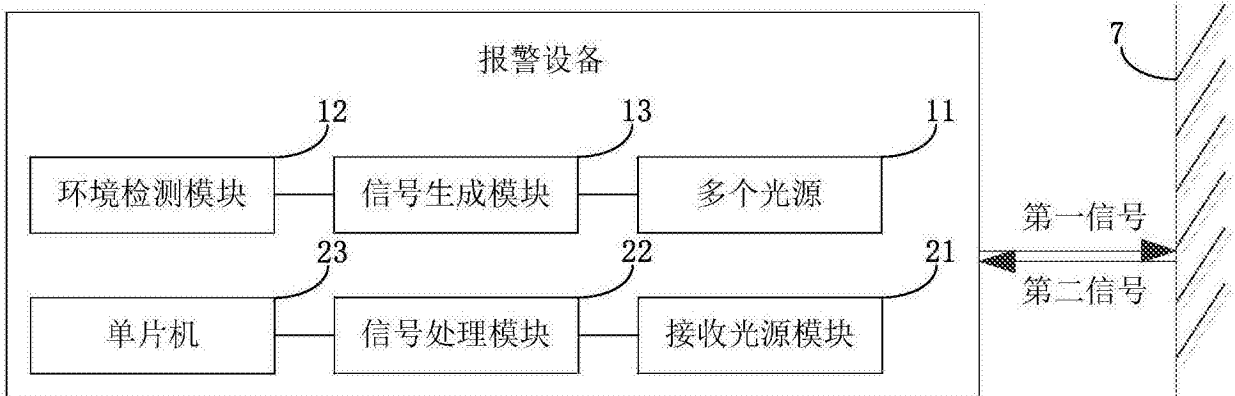 报警设备
7
12
13
11
环境检测模块
信号生成模块
多个光源
第一信号
23
22
21
第二信号
单片机
信号处理模块
接收光源模块